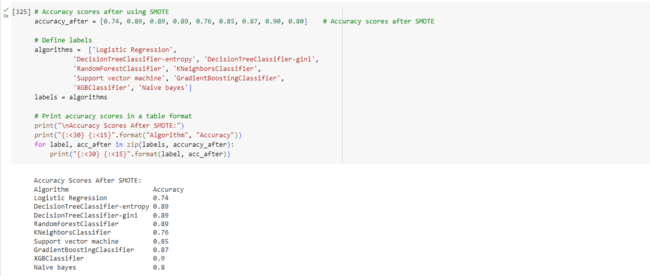 [325] # Accuracy scores after using SMOTE
0s
accuracy_after = [0.74, 0.89, 0.89, 0.89, 0.76, 0.85, 0.87, 0.90, 0.80]    # Accuracy scores after SMOTE
# Define labels
algorithms =  ['Logistic Regression',
'DecisionTreeClassifier-entropy', 'DecisionTreeClassifier-gini',
'RandomForestClassifier', 'KNeighborsClassifier',
'Support vector machine', 'GradientBoostingClassifier',
'XGBClassifier', 'Naive bayes']
labels = algorithms
# Print accuracy scores in a table format
print("\nAccuracy Scores After SMOTE:")
print("{:<30} {:<15}".format("Algorithm", "Accuracy"))
for label, acc_after in zip(labels, accuracy_after):
print("{:<30} {:<15}".format(label, acc_after))
Accuracy Scores After SMOTE:
Algorithm                      Accuracy
Logistic Regression            0.74
DecisionTreeClassifier-entropy 0.89
DecisionTreeClassifier-gini    0.89
RandomForestClassifier         0.89
KNeighborsClassifier           0.76
Support vector machine         0.85
GradientBoostingClassifier     0.87
XGBClassifier                  0.9
Naive bayes                    0.8